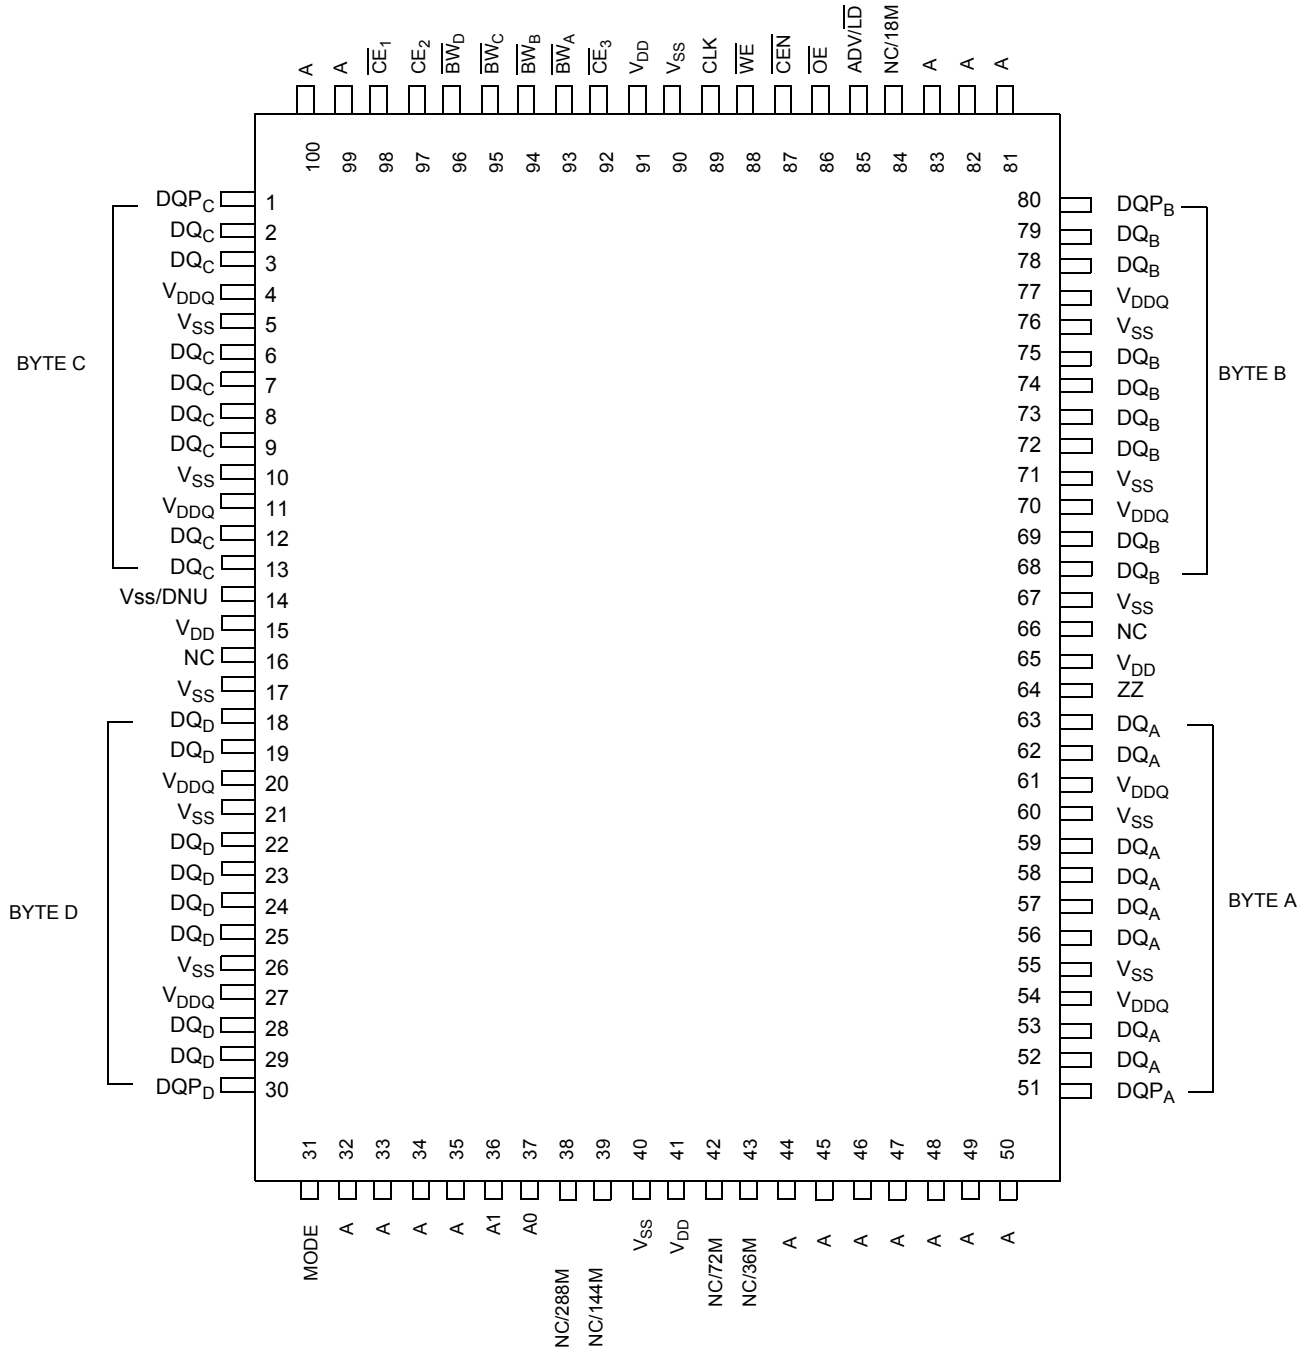 A A CE1 CE2 BWD BWC BWB BWA CE3 VDD VSS CLK WE CEN OE ADV/LD NC/18M A A A
100 99 98 97 96 95 94 93 92 91 90 89 88 87 86 85 84 83 82 81
DQPC 1 80 DQPB
DQC 2 79 DQB
DQC 3 78 DQB
VDDQ 4 77 VDDQ
VSS 5 76 VSS
DQC 6 75 DQB
BYTE C
DQC 7 74 DQB
BYTE B
DQC 8 73 DQB
DQC 9 72 DQB
VSS 10 71 VSS
VDDQ 11 70 VDDQ
DQC 12 69 DQB
DQC 13 68 DQB
Vss/DNU 14 67 VSS
VDD 15 66 NC
NC 16 65 VDD
VSS 17 64 ZZ
DQD 18 63 DQA
DQD 19 62 DQA
VDDQ 20 61 VDDQ
VSS 21 60 VSS
DQD 22 59 DQA
DQD 23 58 DQA
DQD 24 57 DQA
BYTE D
BYTE A
DQD 25 56 DQA
VSS 26 55 VSS
VDDQ 27 54 VDDQ
DQD 28 53 DQA
DQD 29 52 DQA
DQPD 30 51 DQPA
31 32 33 34 35 36 37 38 39 40 41 42 43 44 45 46 47 48 49 50
MODE A A A A A1 A0 NC/288M NC/144M VSS VDD NC/72M NC/36M A A A A A A A